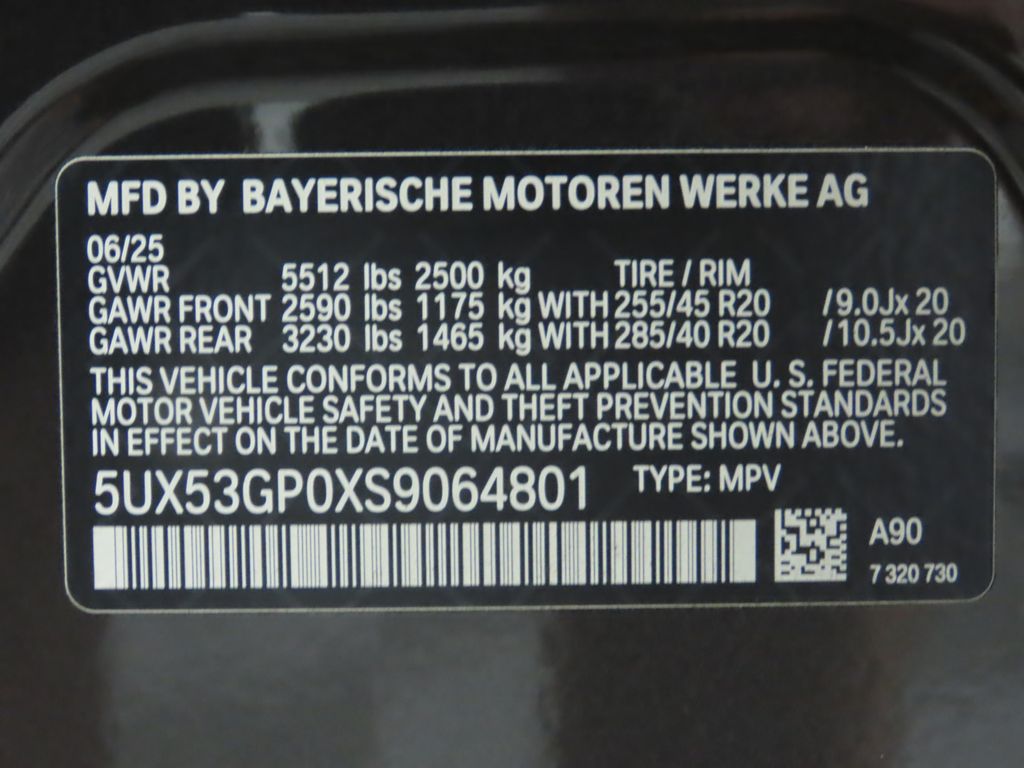 MFD BY BAYERISCHE MOTOREN WERKE AG
06/25
GVWR 5512 lbs 2500 kg TIRE / RIM
GAWR FRONT 2590 lbs 1175 kg WITH 255/45 R20 /9.0Jx 20
GAWR REAR 3230 lbs 1465 kg WITH 285/40 R20 /10.5Jx 20
THIS VEHICLE CONFORMS TO ALL APPLICABLE U. S. FEDERAL
MOTOR VEHICLE SAFETY AND THEFT PREVENTION STANDARDS
IN EFFECT ON THE DATE OF MANUFACTURE SHOWN ABOVE.
5UX53GP0XS9064801 TYPE: MPV
A90
7 320 730